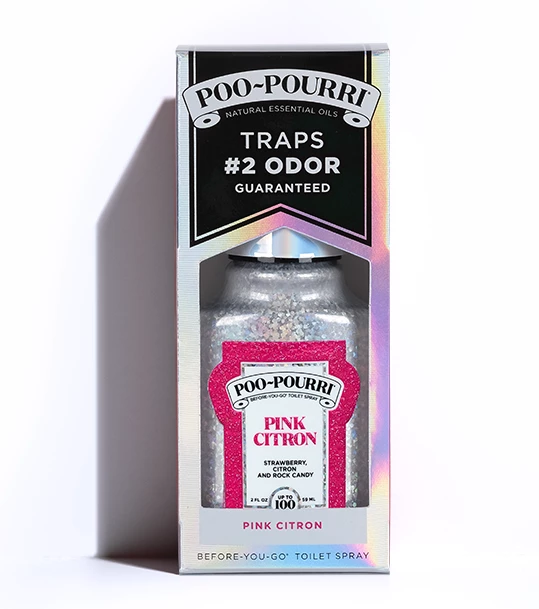 POO~POURRI
NATURAL ESSENTIAL OILS
TRAPS
#2 ODOR
GUARANTEED
POO~POURRI
BEFORE-YOU-GO® TOILET SPRAY
PINK
CITRON
STRAWBERRY,
CITRON
AND ROCK CANDY
2 FL OZ UP TO 59 ML
100
PINK CITRON
BEFORE-YOU-GO® TOILET SPRAY